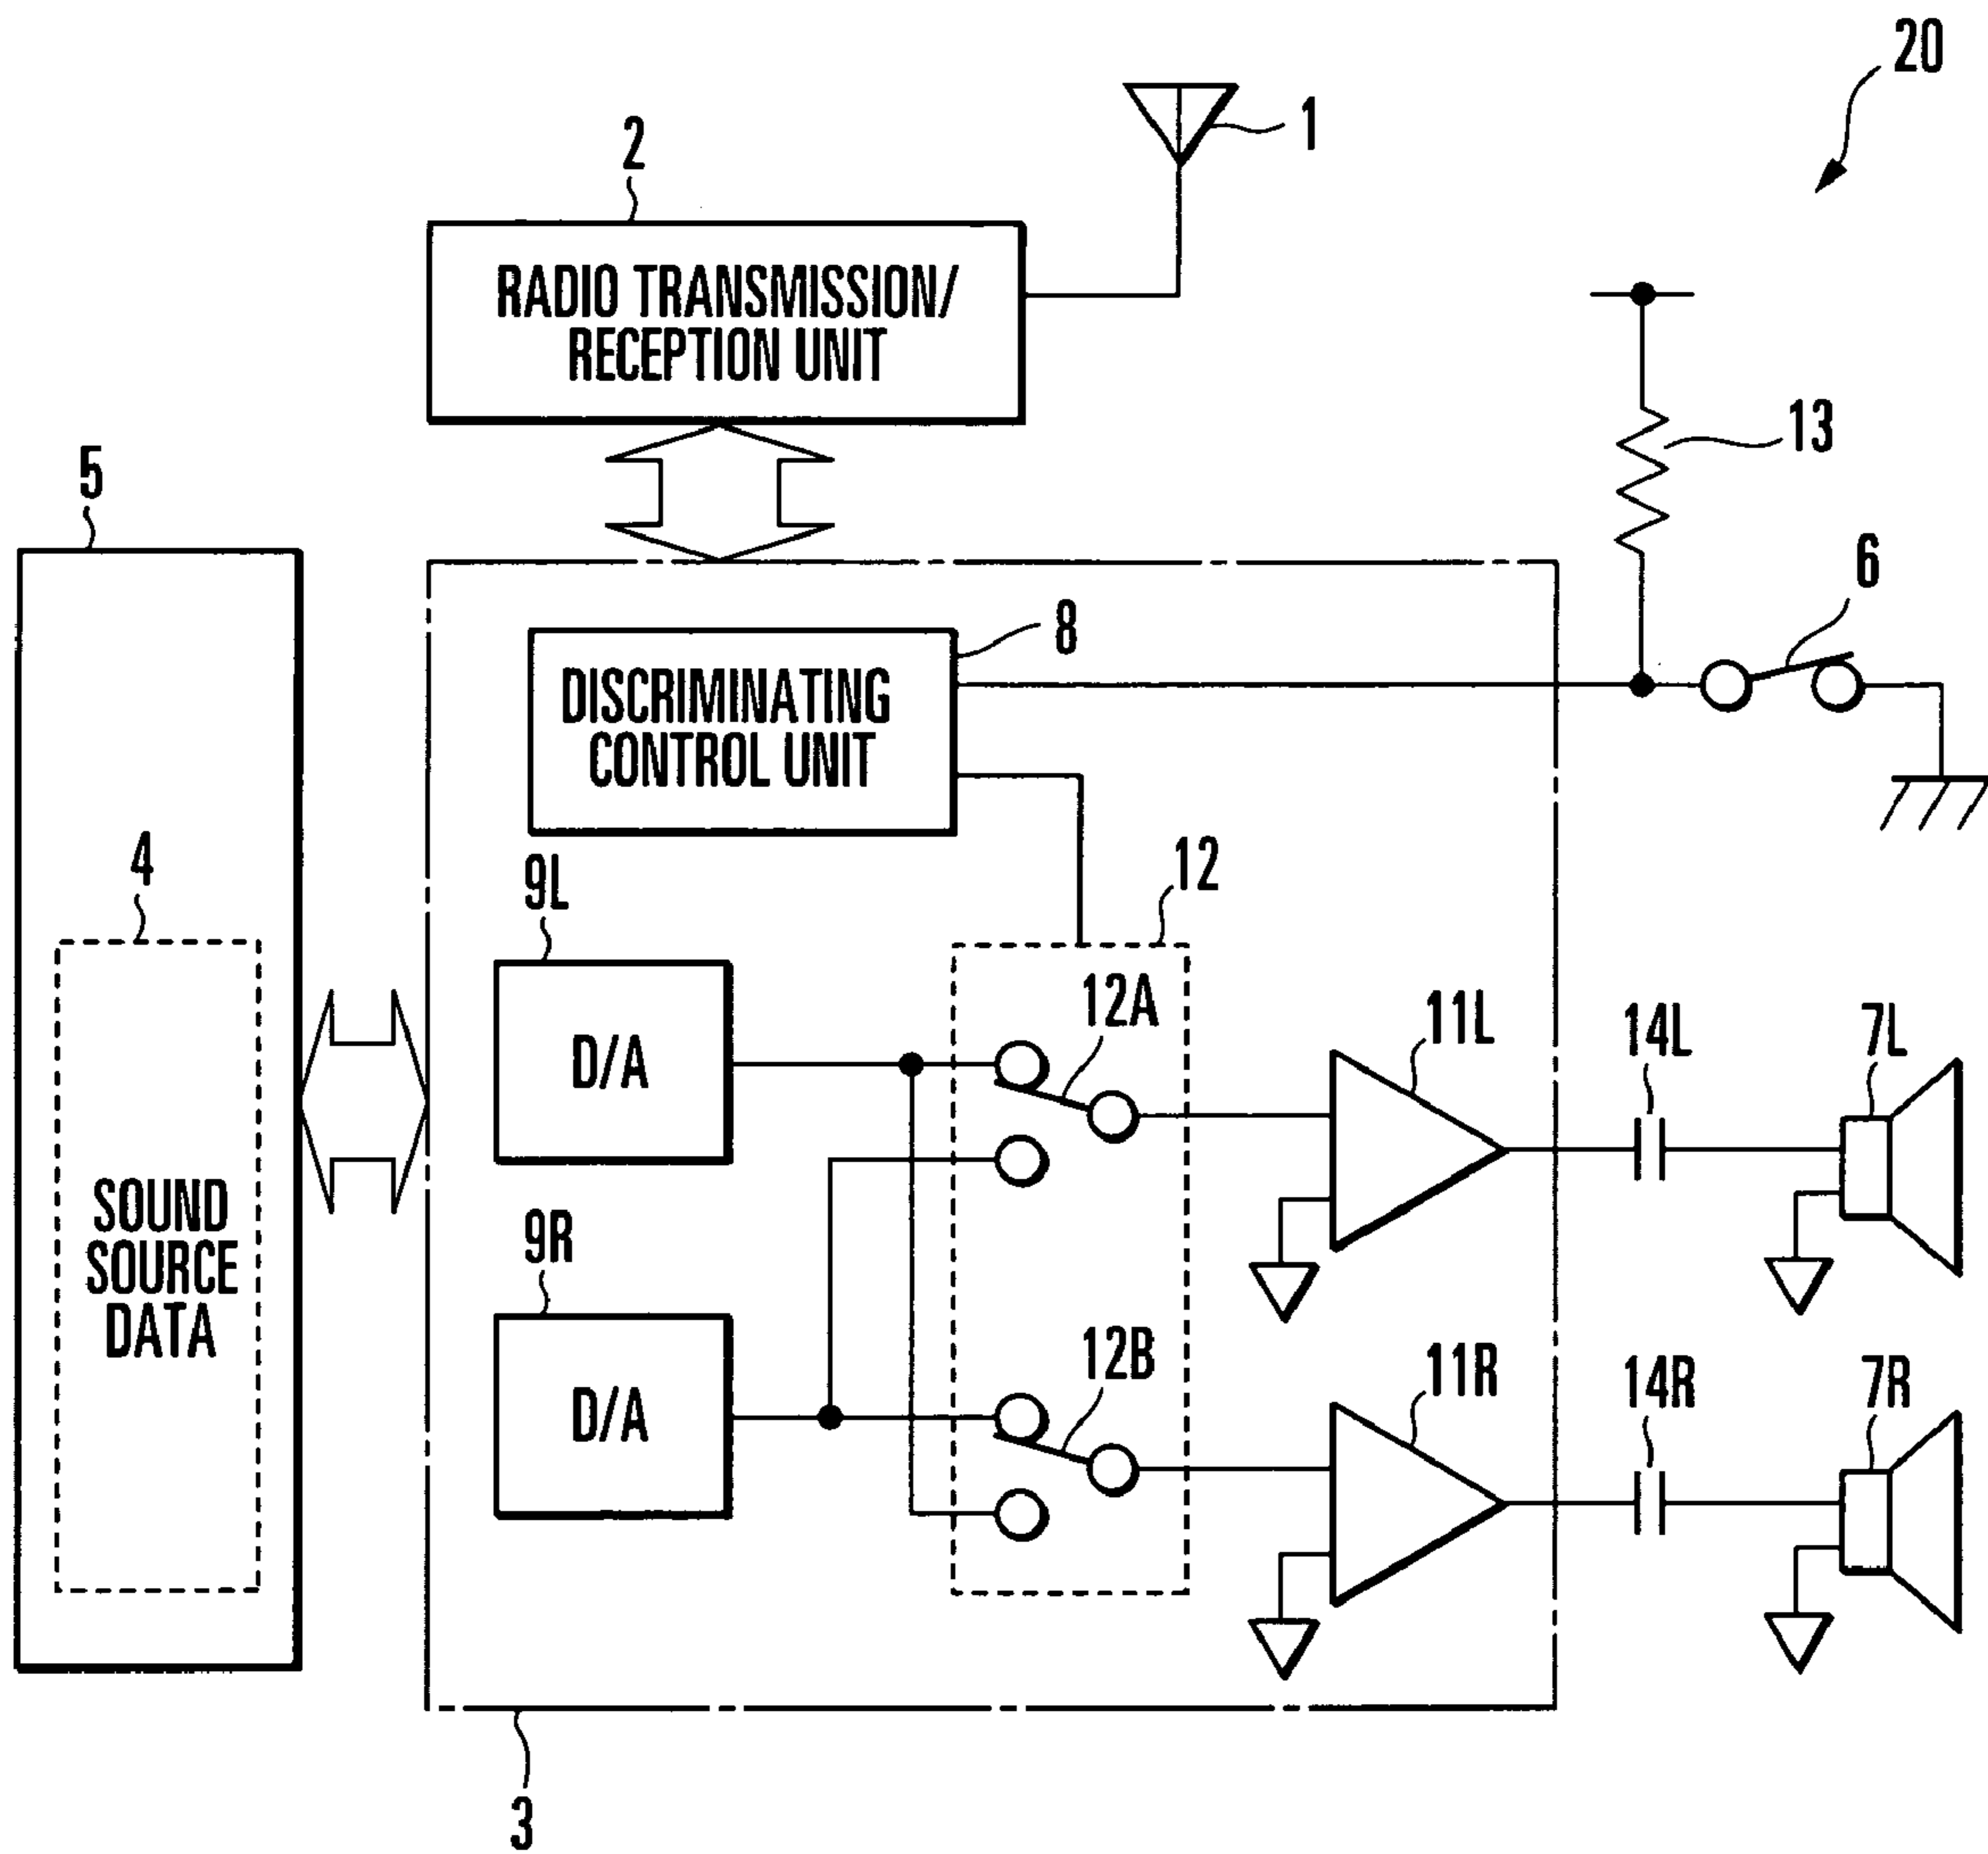 20
1
2
RADIO TRANSMISSION/
RECEPTION UNIT
13
5
6
8
DISCRIMINATING
CONTROL UNIT
4
12
9L
12A
D/A
11L
14L
7L
SOUND
SOURCE
DATA
9R
12B
D/A
11R
14R
7R
3